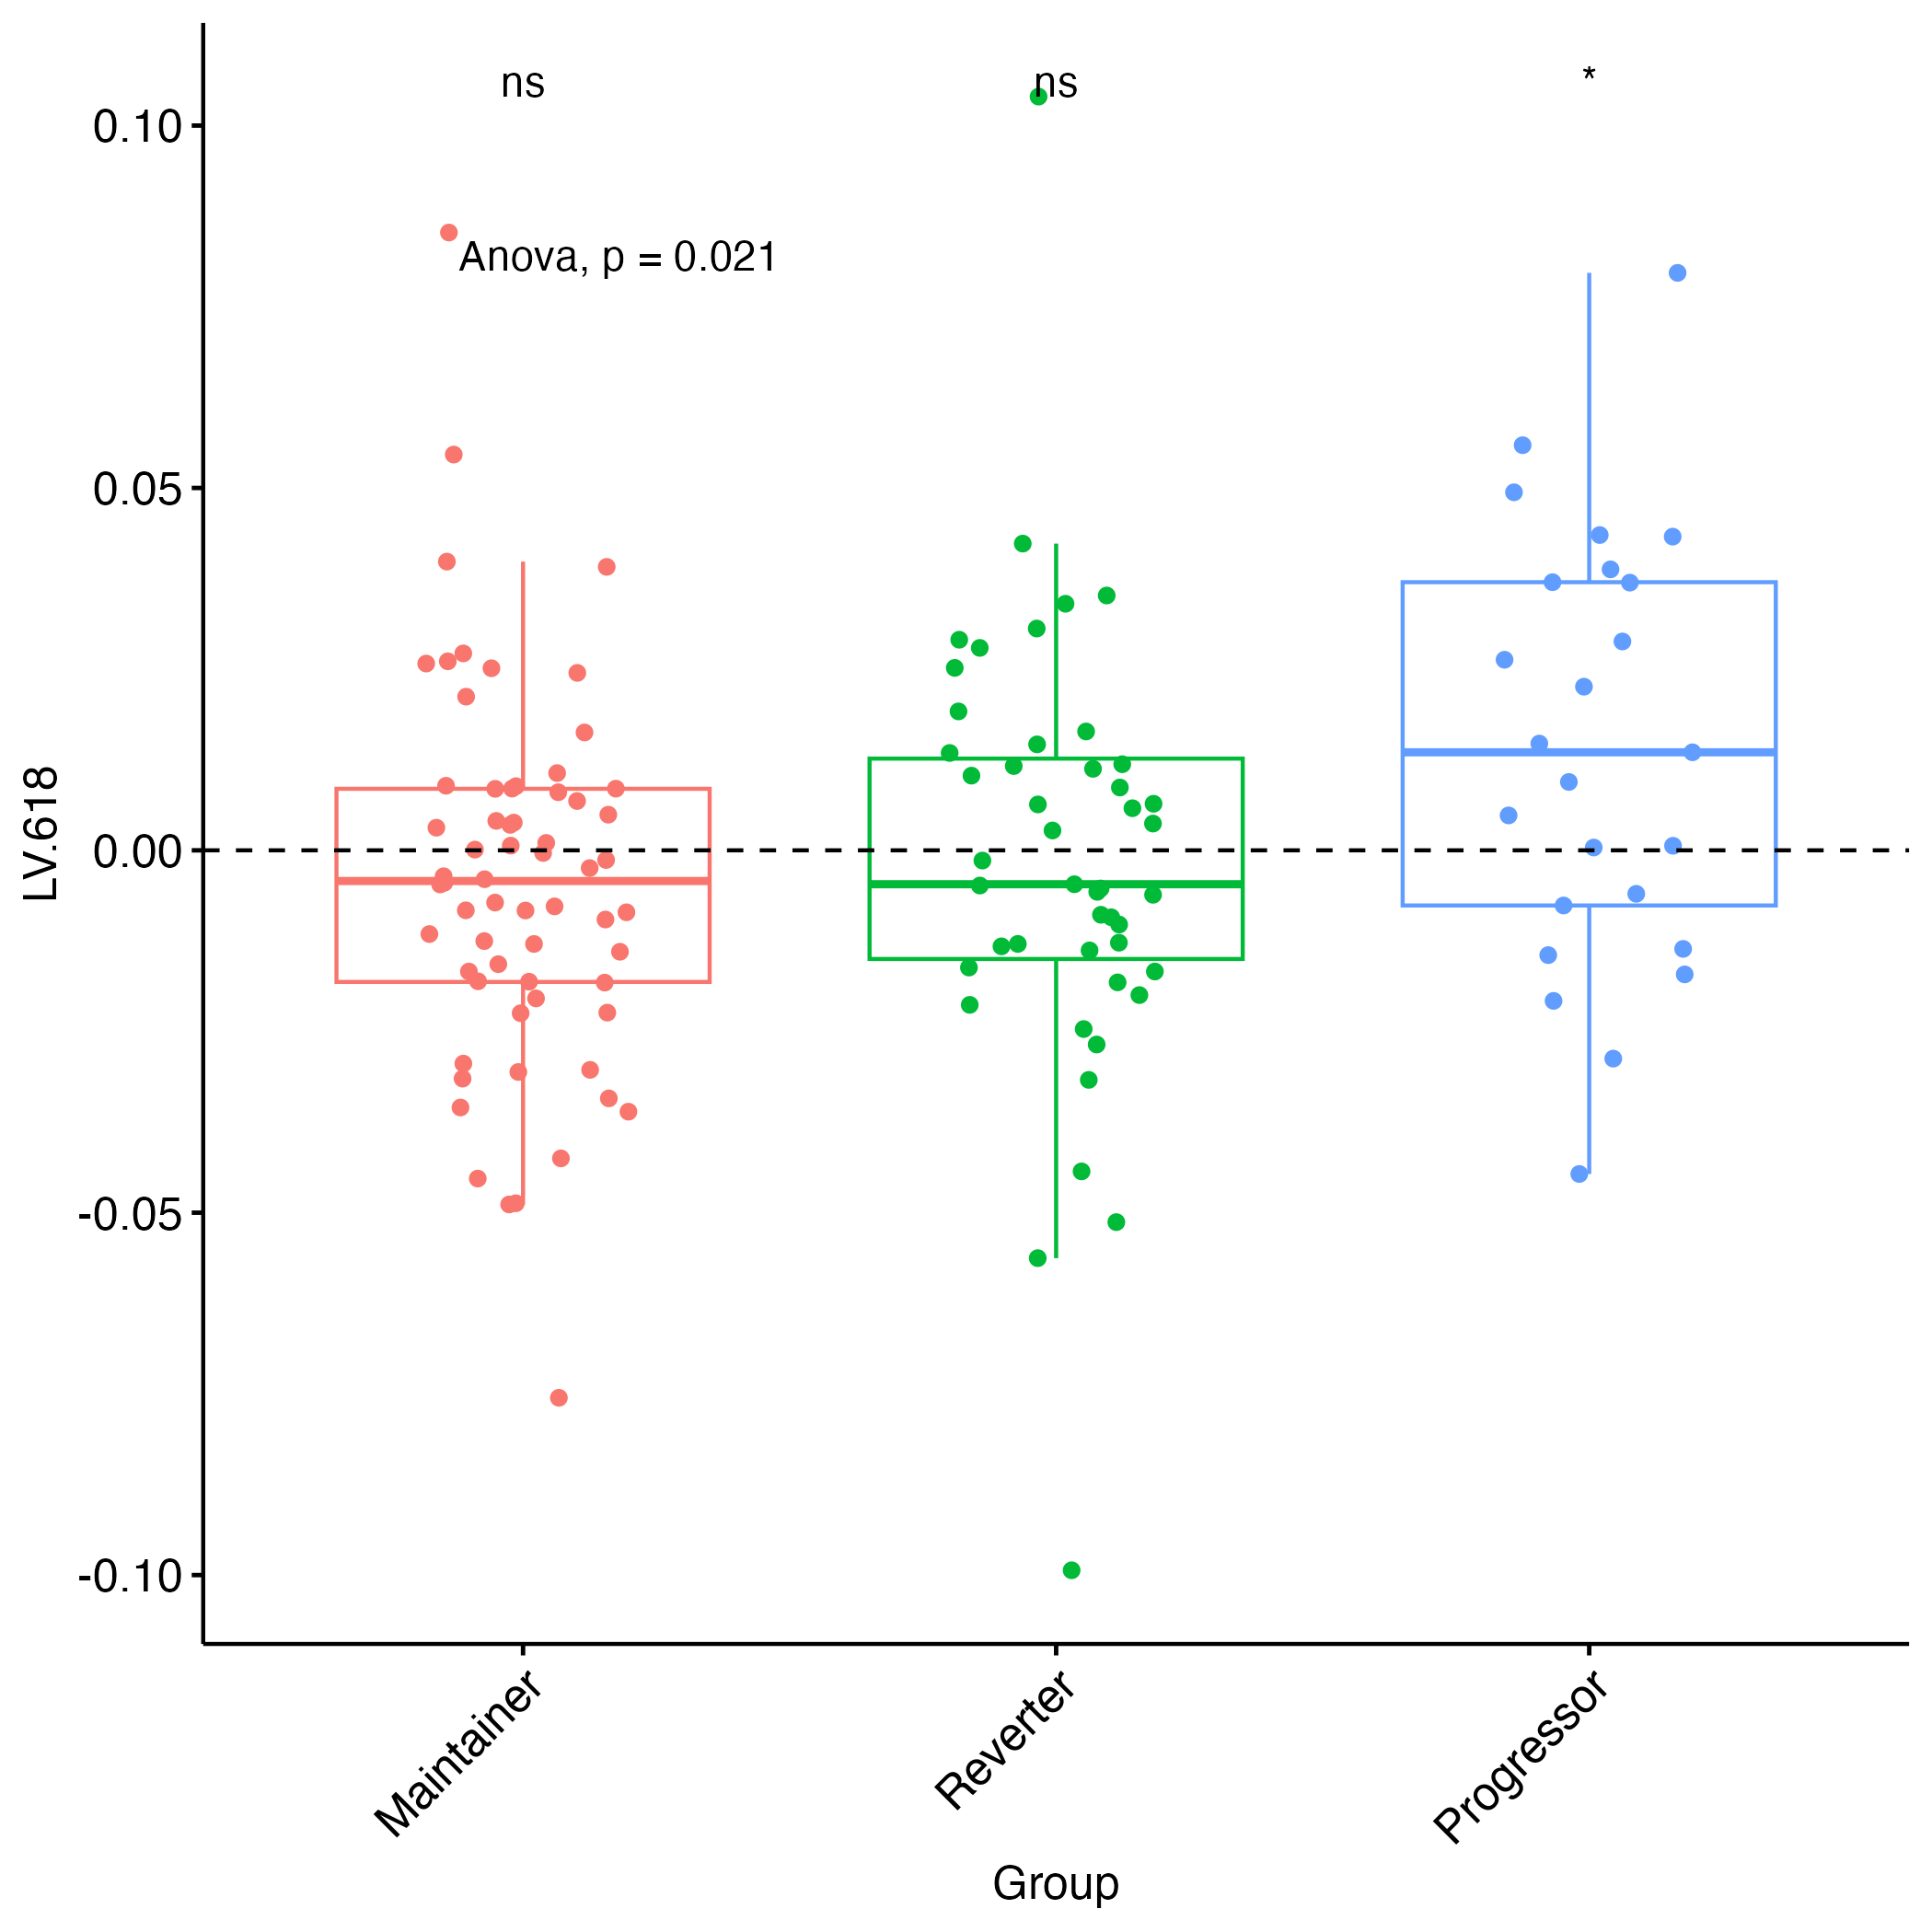 ns
ns
*
Anova, p = 0.021
0.10
0.05
0.00
-0.05
-0.10
LV.618
Maintainer
Reverter
Progressor
Group